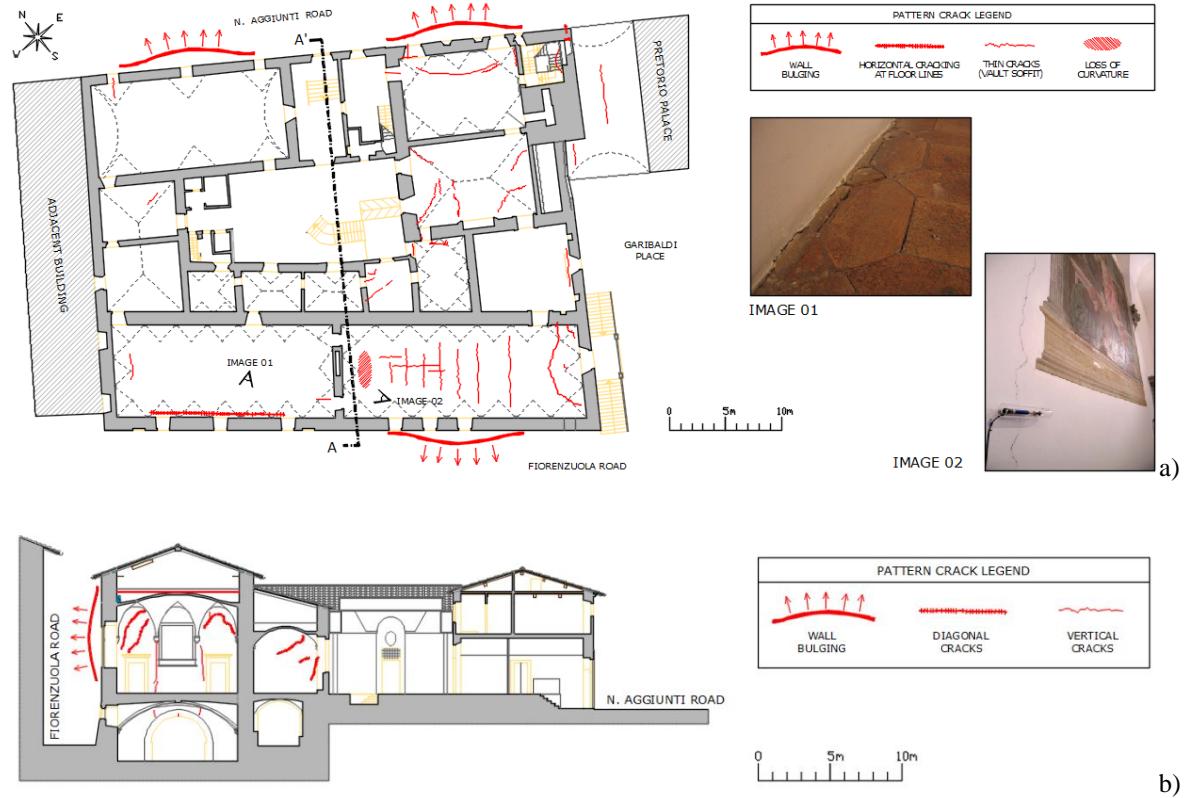 a)
N. AGGIUNTI ROAD
N
E
W
S
A'
PRETORIO PALACE
ADJACENT BUILDING
GARIBALDI
PLACE
IMAGE 01
A
IMAGE 02
A
A
FIORENZUOLA ROAD
0 5m 10m
PATTERN CRACK LEGEND
WALL
BULGING
HORIZONTAL CRACKING
AT FLOOR LINES
THIN CRACKS
(VAULT SOFFIT)
LOSS OF
CURVATURE
IMAGE 01
IMAGE 02
a)
FIORENZUOLA ROAD
N. AGGIUNTI ROAD
PATTERN CRACK LEGEND
WALL
BULGING
DIAGONAL
CRACKS
VERTICAL
CRACKS
0 5m 10m
b)